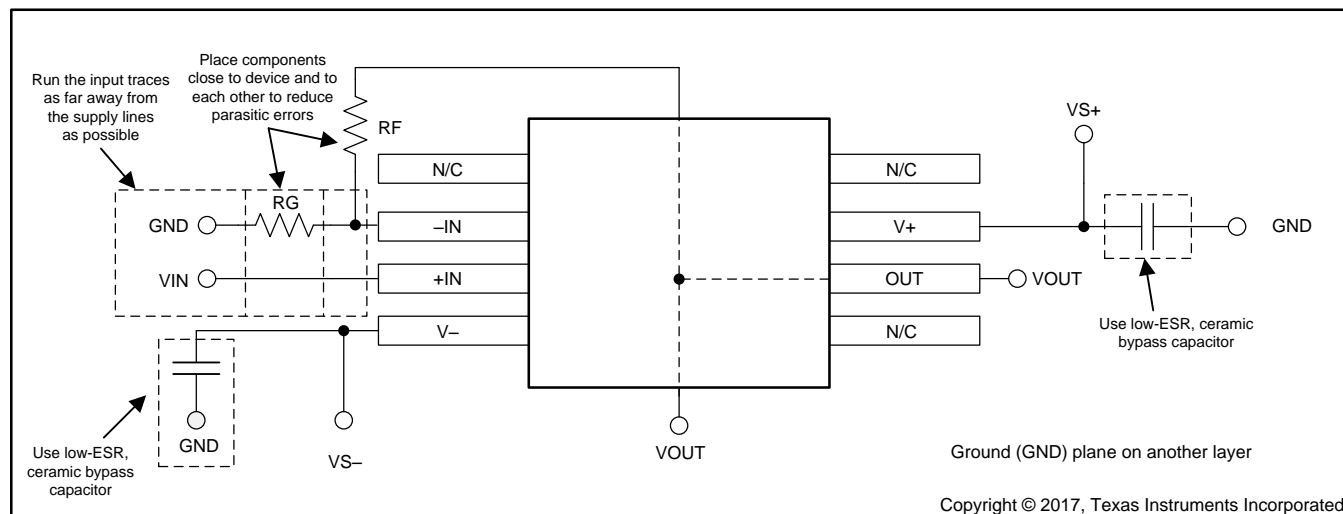 Place components
close to device and to
each other to reduce
parasitic errors
Run the input traces
as far away from
the supply lines
as possible
RF
VS+
N/C
N/C
RG
GND
–IN
V+
GND
VIN
+IN
OUT
VOUT
V–
N/C
Use low-ESR, ceramic
bypass capacitor
GND
Use low-ESR,
ceramic bypass
capacitor
VS–
VOUT
Ground (GND) plane on another layer
Copyright © 2017, Texas Instruments Incorporated